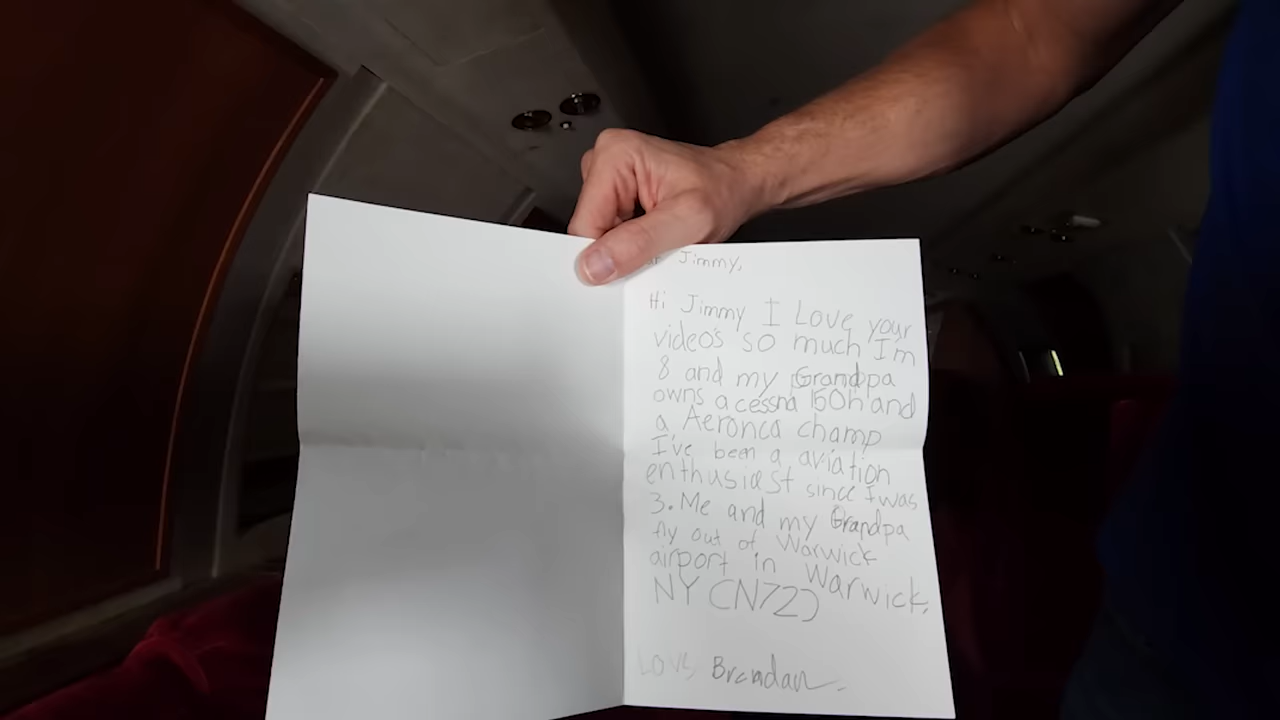 Jimmy,
Hi Jimmy I Love your
video's so much I'm
8 and my Grandpa
owns a cessna 150h and
a Aeronca champ
I've been a aviation
enthusiast since I was
3. Me and my Grandpa
fly out of Warwick
airport in Warwick,
NY (N72)
Love Brendan